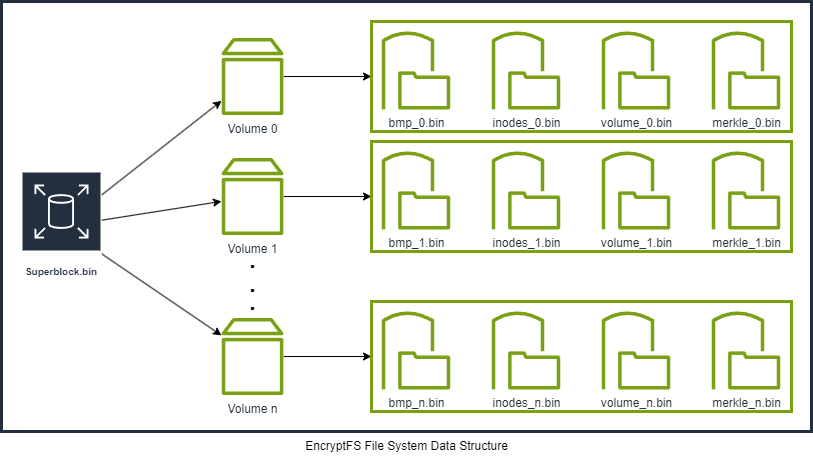 Volume 0
bmp_0.bin inodes_0.bin volume_0.bin merkle_0.bin
Superblock.bin
Volume 1
bmp_1.bin inodes_1.bin volume_1.bin merkle_1.bin
Volume n
bmp_n.bin inodes_n.bin volume_n.bin merkle_n.bin
EncryptFS File System Data Structure